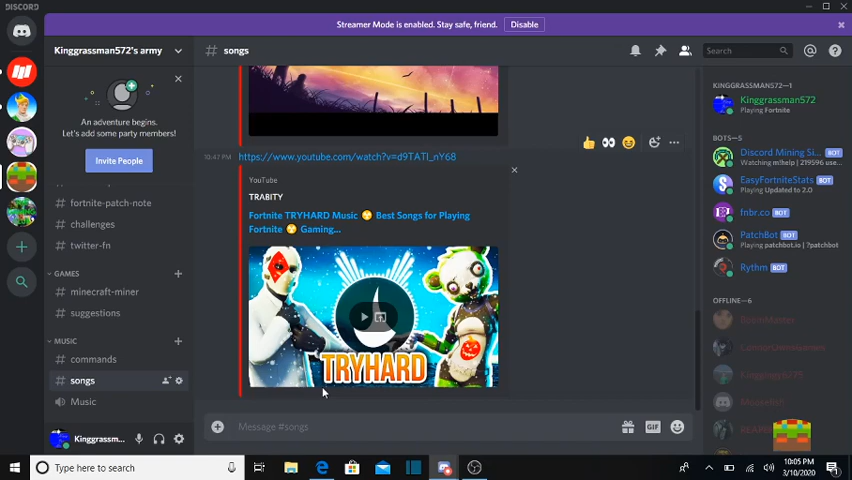 DISCORD
Streamer Mode is enabled. Stay safe, friend. Disable
Kinggrassman572's army
# songs
Search
An adventure begins.
Let's add some party members!
Invite People
# fortnite-patch-note
# challenges
# twitter-fn
GAMES
# minecraft-miner
# suggestions
MUSIC
# commands
# songs
Music
Kinggrassm...
10:47 PM https://www.youtube.com/watch?v=d9TATl_nY68
YouTube
TRABITY
Fortnite TRYHARD Music 😲 Best Songs for Playing
Fortnite 😲 Gaming...
TRYHARD
Message #songs
GIF
KINGGRASSMAN572—1
Kinggrassman572
Playing Fortnite
BOTS—5
Discord Mining Si... BOT
Watching m!help | 219596 use...
EasyFortniteStats BOT
Playing Updated to 2.0
fnbr.co BOT
PatchBot BOT
Playing patchbot.io | ?patchbot
Rythm BOT
OFFLINE—6
Type here to search
10:05 PM
3/10/2020